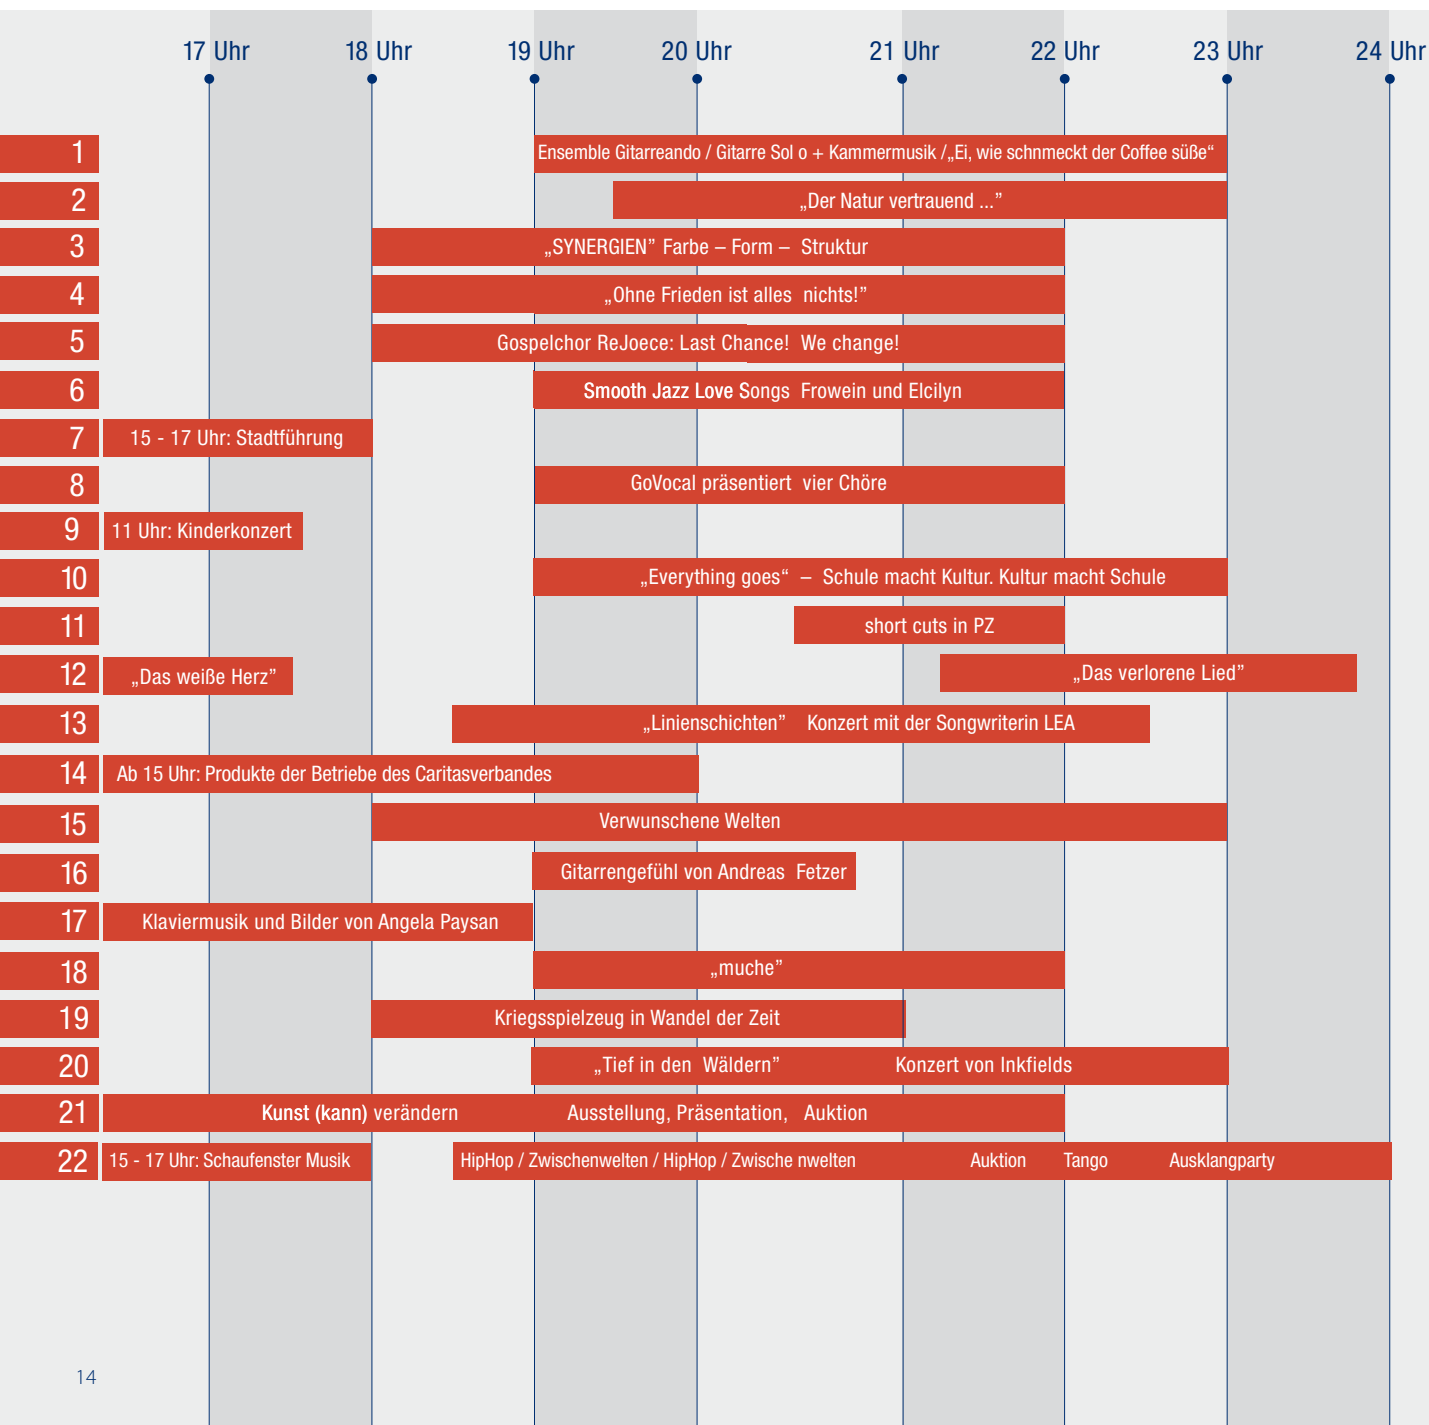 17 Uhr 18 Uhr 19 Uhr 20 Uhr 21 Uhr 22 Uhr 23 Uhr 24 Uhr
1 Ensemble Gitarreando / Gitarre Sol o + Kammermusik /„Ei, wie schnmeckt der Coffee süße“
2 „Der Natur vertrauend ...”
3 „SYNERGIEN” Farbe – Form – Struktur
4 „Ohne Frieden ist alles nichts!”
5 Gospelchor ReJoece: Last Chance! We change!
6 Smooth Jazz Love Songs Frowein und Elcilyn
7 15 - 17 Uhr: Stadtführung
8 GoVocal präsentiert vier Chöre
9 11 Uhr: Kinderkonzert
10 „Everything goes“ – Schule macht Kultur. Kultur macht Schule
11 short cuts in PZ
12 „Das weiße Herz” „Das verlorene Lied”
13 „Linienschichten” Konzert mit der Songwriterin LEA
14 Ab 15 Uhr: Produkte der Betriebe des Caritasverbandes
15 Verwunschene Welten
16 Gitarrengefühl von Andreas Fetzer
17 Klaviermusik und Bilder von Angela Paysan
18 „muche”
19 Kriegsspielzeug in Wandel der Zeit
20 „Tief in den Wäldern” Konzert von Inkfields
21 Kunst (kann) verändern Ausstellung, Präsentation, Auktion
22 15 - 17 Uhr: Schaufenster Musik HipHop / Zwischenwelten / HipHop / Zwische nwelten Auktion Tango Ausklangparty
14